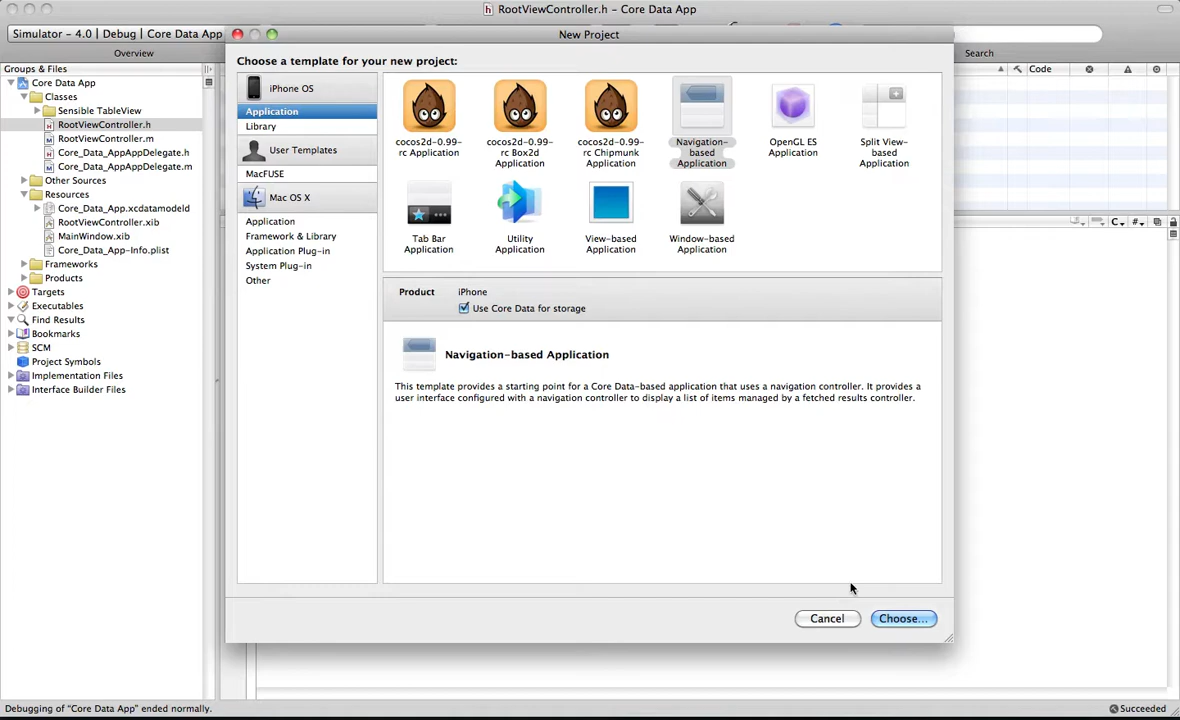 RootViewController.h - Core Data App
Simulator - 4.0 | Debug | Core Data App
Overview
Search
New Project
Choose a template for your new project:
Groups & Files
Code
Core Data App
Classes
Sensible TableView
RootViewController.h
RootViewController.m
Core_Data_AppAppDelegate.h
Core_Data_AppAppDelegate.m
Other Sources
Resources
Core_Data_App.xcdatamodeld
RootViewController.xib
MainWindow.xib
Core_Data_App-Info.plist
Frameworks
Products
Targets
Executables
Find Results
Bookmarks
SCM
Project Symbols
Implementation Files
Interface Builder Files
iPhone OS
Application
Library
User Templates
MacFUSE
Mac OS X
Application
Framework & Library
Application Plug-in
System Plug-in
Other
cocos2d-0.99-
rc Application
cocos2d-0.99-
rc Box2d
Application
cocos2d-0.99-
rc Chipmunk
Application
Navigation-
based
Application
OpenGL ES
Application
Split View-
based
Application
Tab Bar
Application
Utility
Application
View-based
Application
Window-based
Application
Product
iPhone
Use Core Data for storage
Navigation-based Application
This template provides a starting point for a Core Data-based application that uses a navigation controller. It provides a
user interface configured with a navigation controller to display a list of items managed by a fetched results controller.
Cancel
Choose...
C
#
Debugging of "Core Data App" ended normally.
Succeeded